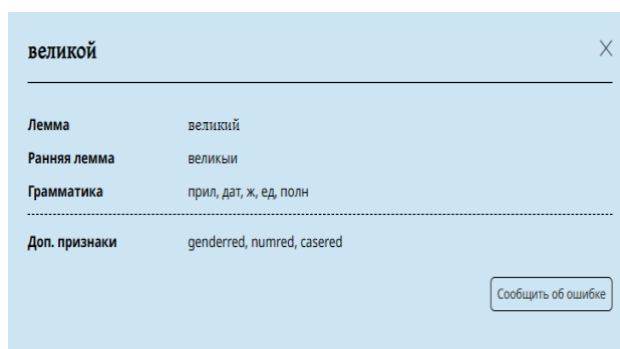 великой X
Лемма великий
Ранняя лемма великыи
Грамматика прил, дат, ж, ед, полн
Доп. признаки genderred, numred, casered
Сообщить об ошибке